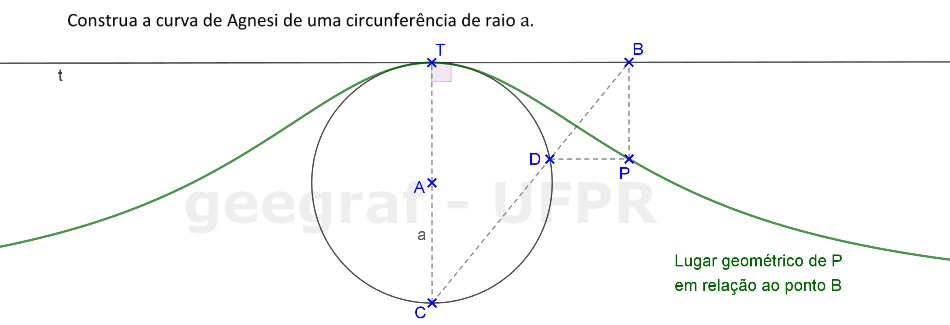 Construa a curva de Agnesi de uma circunferência de raio a.
T
B
t
D
P
A
geegraf - UFPR
a
Lugar geométrico de P
em relação ao ponto B
C